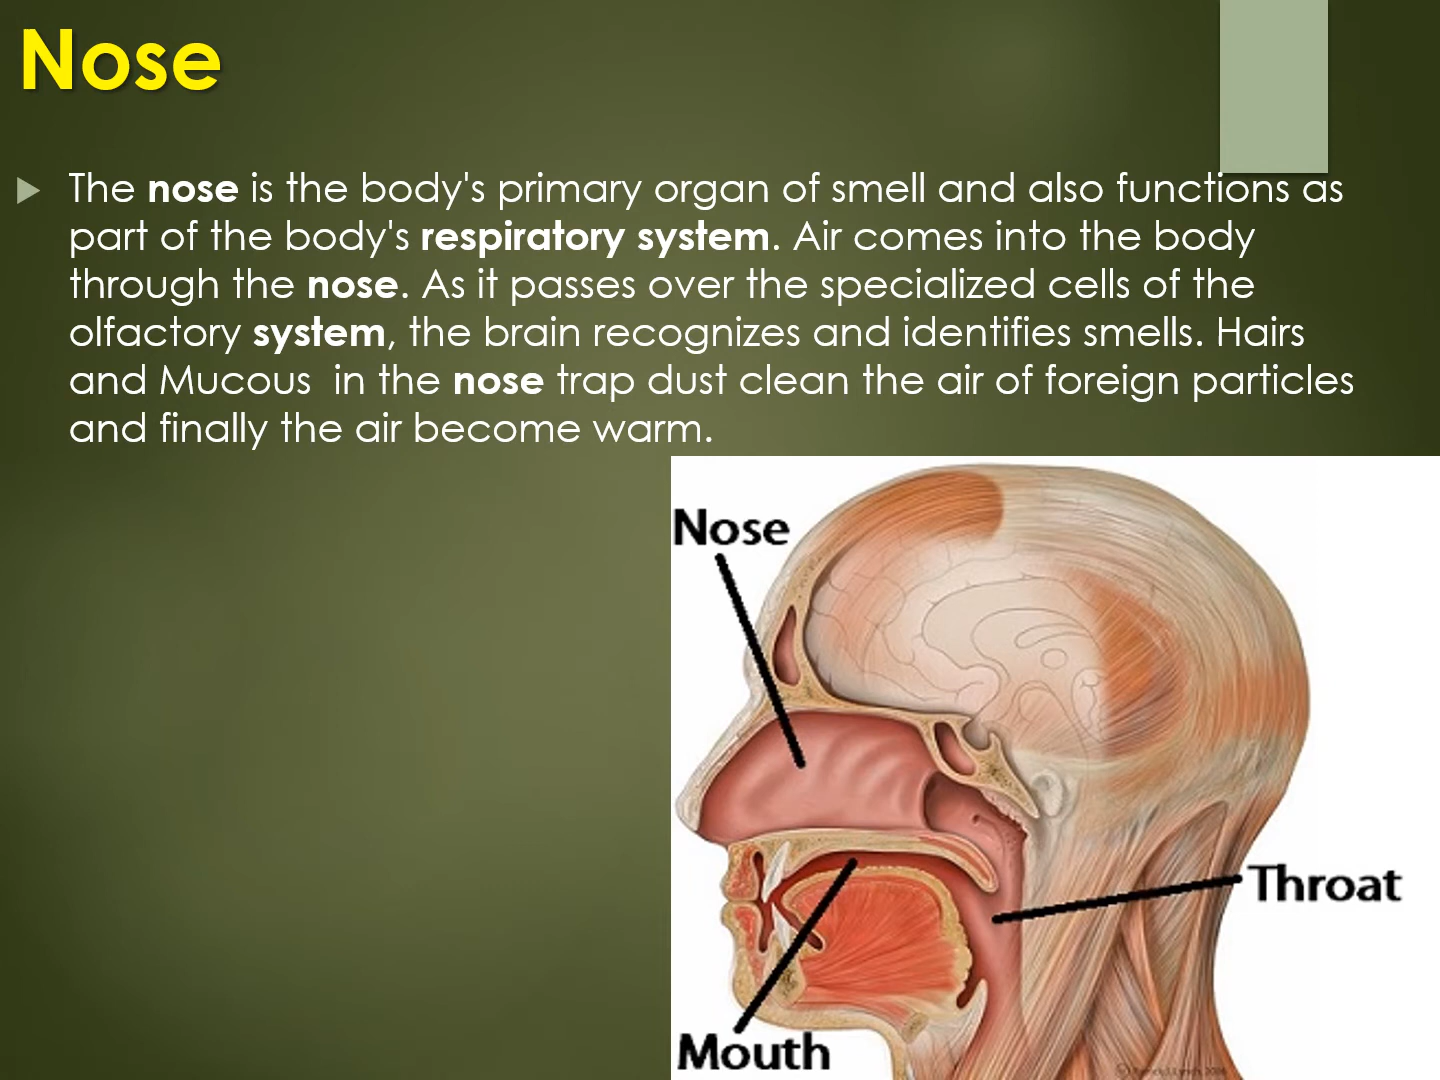 Nose
The nose is the body's primary organ of smell and also functions as
part of the body's respiratory system. Air comes into the body
through the nose. As it passes over the specialized cells of the
olfactory system, the brain recognizes and identifies smells. Hairs
and Mucous  in the nose trap dust clean the air of foreign particles
and finally the air become warm.
Nose
Throat
Mouth